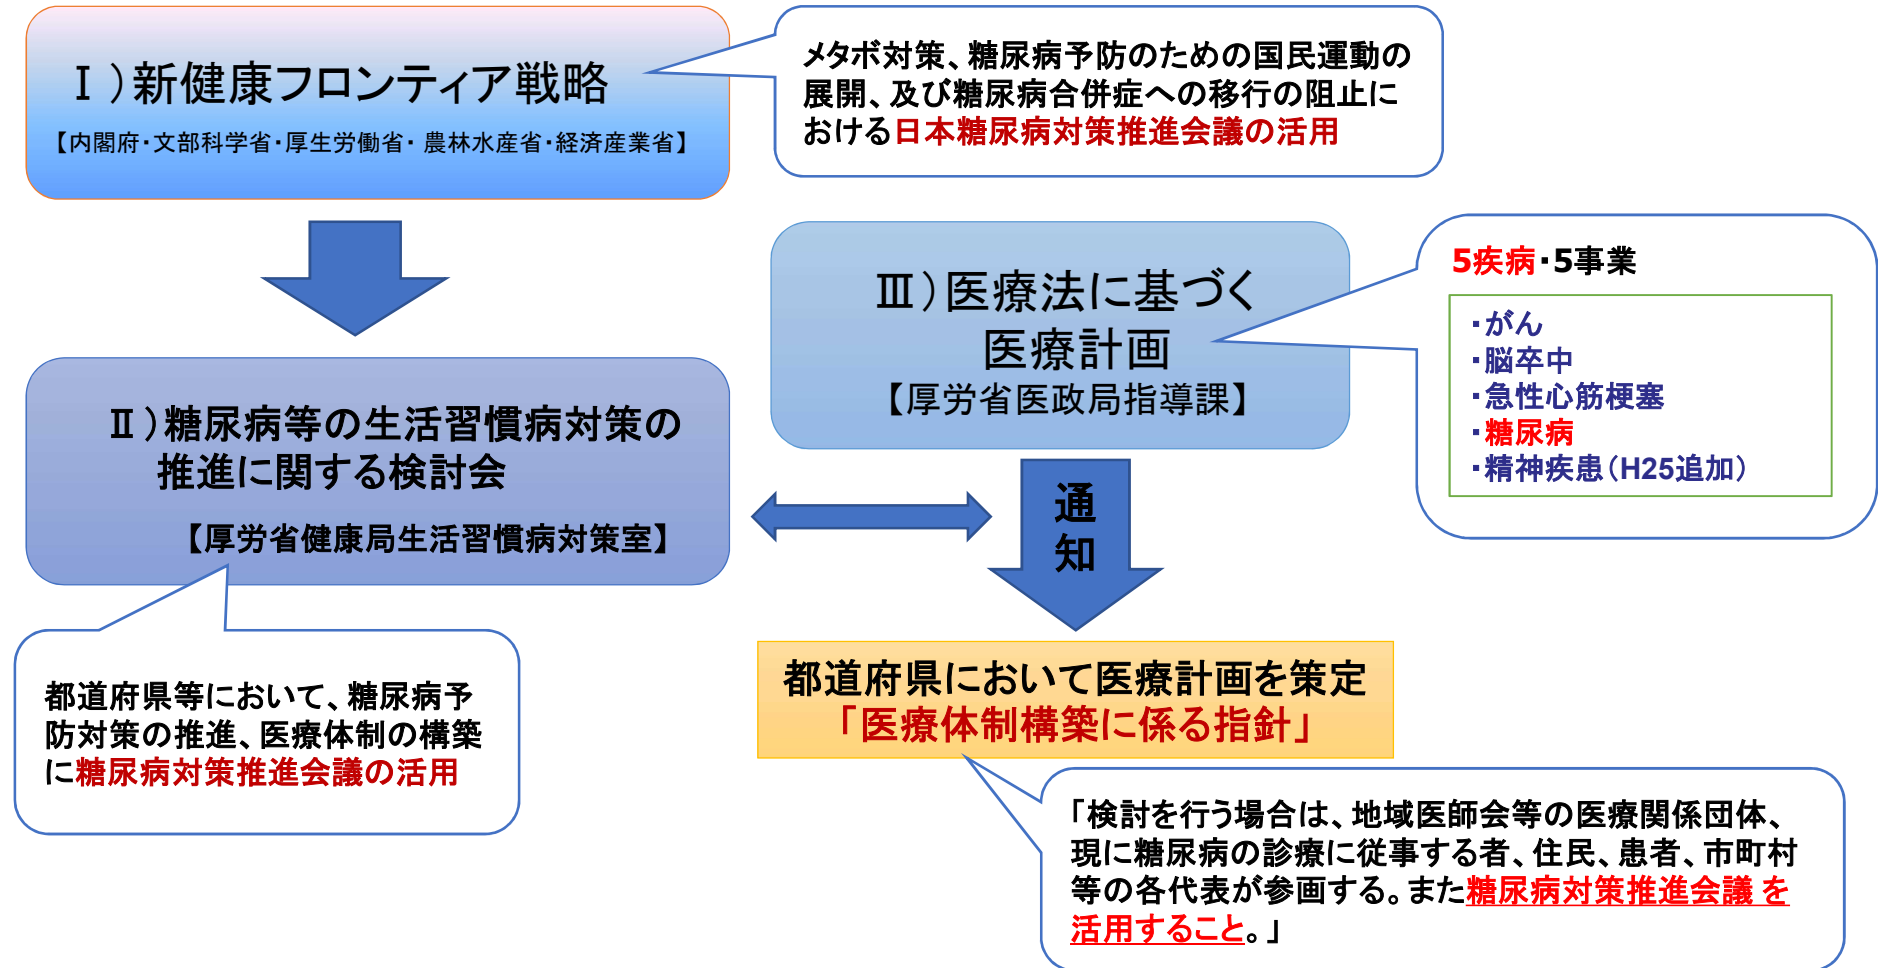 Ⅰ）新健康フロンティア戦略
【内閣府・文部科学省・厚生労働省・ 農林水産省・経済産業省】
メタボ対策、糖尿病予防のための国民運動の
展開、及び糖尿病合併症への移行の阻止に
おける日本糖尿病対策推進会議の活用
Ⅲ）医療法に基づく
医療計画
【厚労省医政局指導課】
5疾病・5事業
・がん
・脳卒中
・急性心筋梗塞
・糖尿病
・精神疾患（H25追加）
Ⅱ）糖尿病等の生活習慣病対策の
推進に関する検討会
【厚労省健康局生活習慣病対策室】
通
知
都道府県等において、糖尿病予
防対策の推進、医療体制の構築
に糖尿病対策推進会議の活用
都道府県において医療計画を策定
「医療体制構築に係る指針」
「検討を行う場合は、地域医師会等の医療関係団体、
現に糖尿病の診療に従事する者、住民、患者、市町村
等の各代表が参画する。また糖尿病対策推進会議 を
活用すること。」